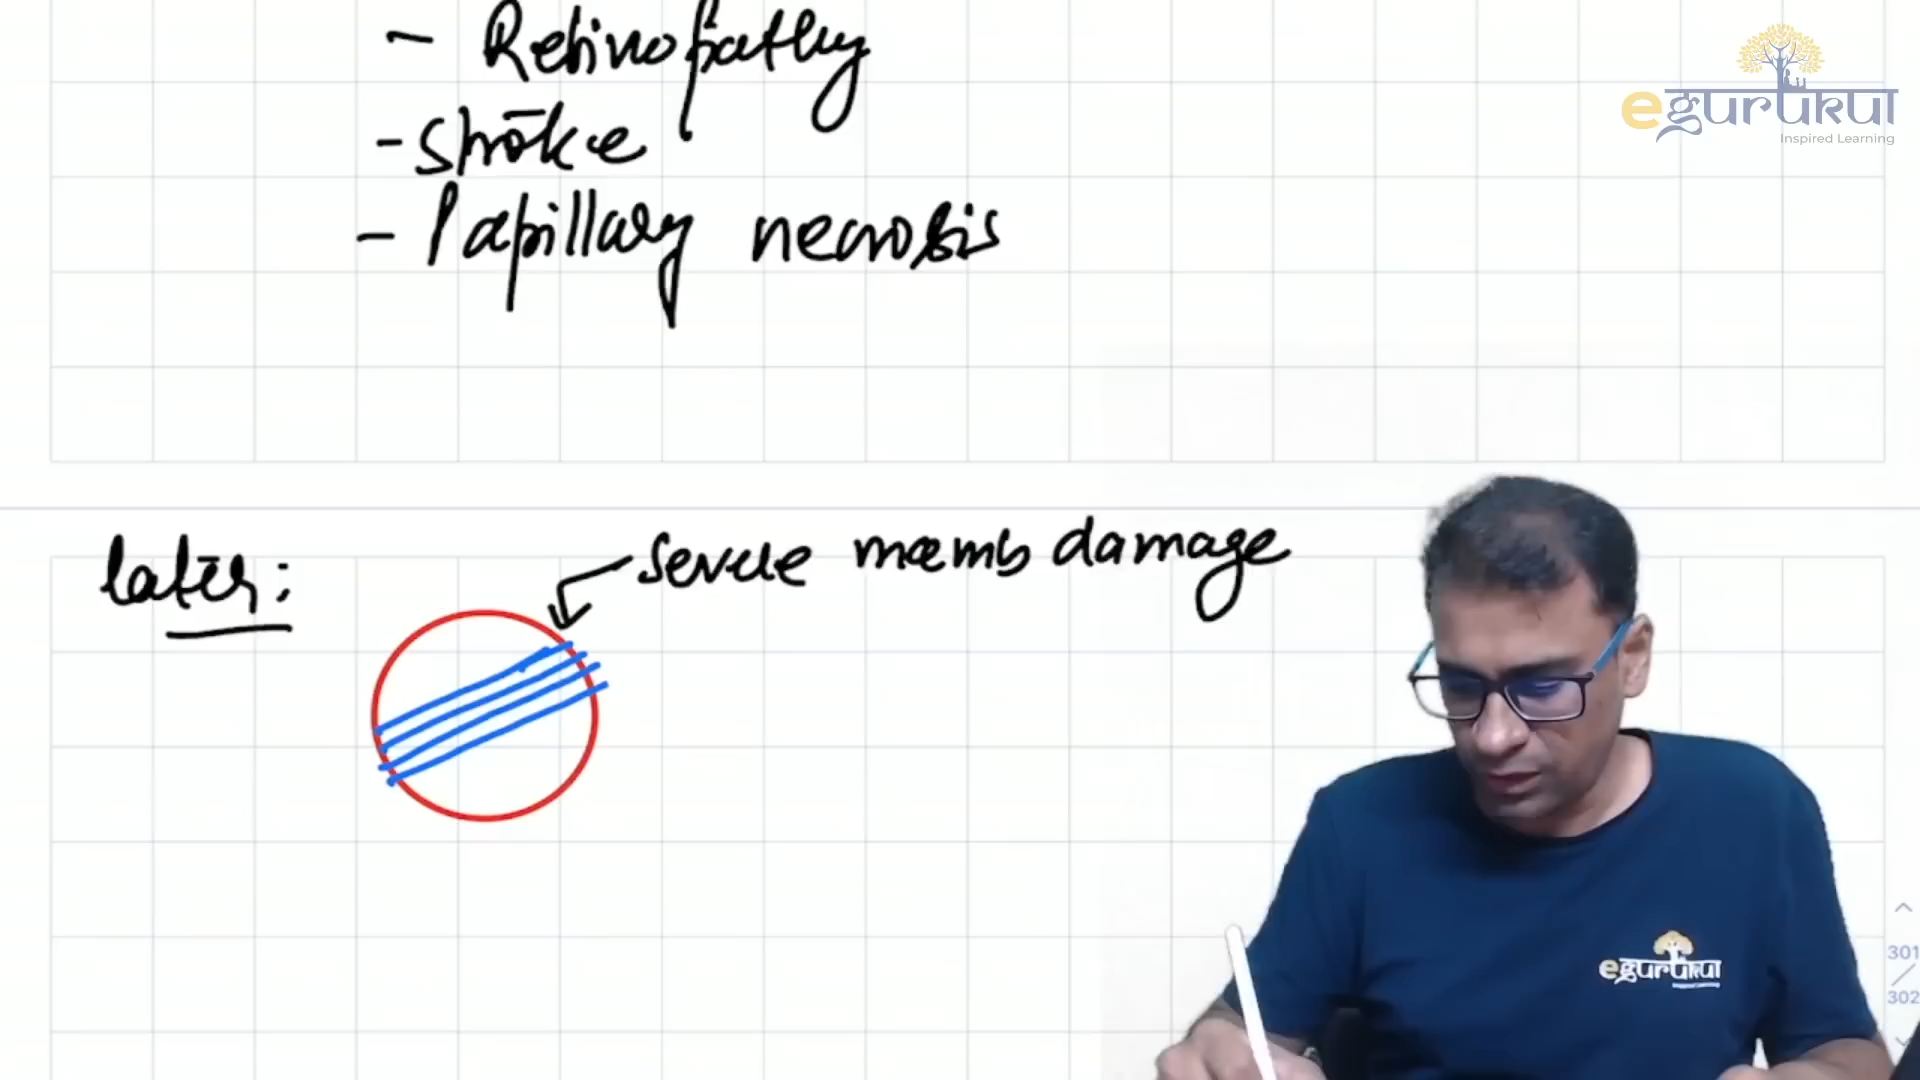 - Retinopathy
- Stroke
- Papillary necrosis
egurukul
Inspired Learning
later:
Severe memb damage
egurukul
301
302